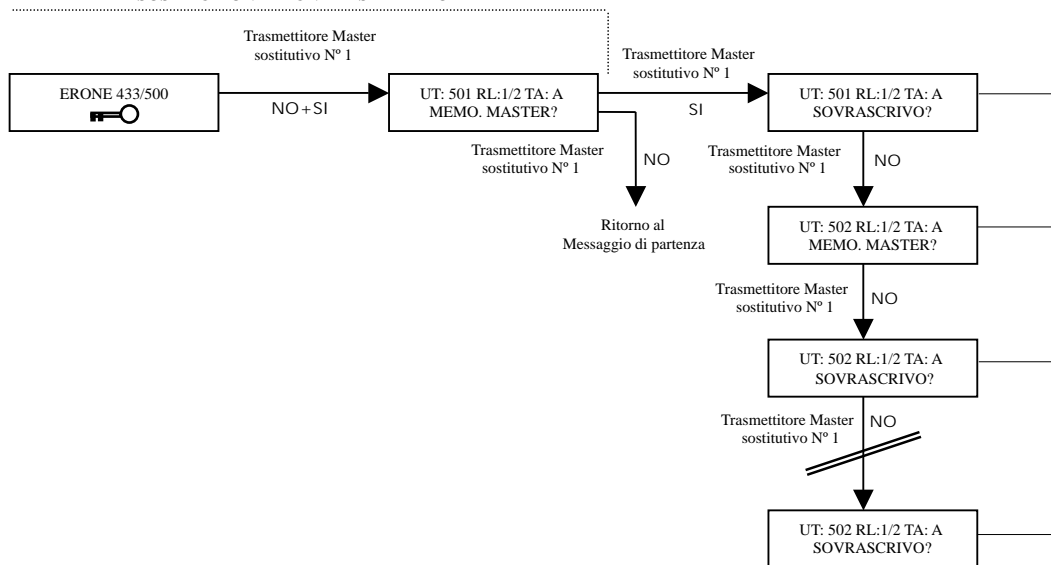 Trasmettitore Master
sostitutivo Nº 1
Trasmettitore Master
sostitutivo Nº 1
ERONE 433/500
NO+SI
UT: 501 RL:1/2 TA: A
MEMO. MASTER?
SI
UT: 501 RL:1/2 TA: A
SOVRASCRIVO?
Trasmettitore Master
sostitutivo Nº 1
NO
Trasmettitore Master
sostitutivo Nº 1
NO
Ritorno al
Messaggio di partenza
UT: 502 RL:1/2 TA: A
MEMO. MASTER?
Trasmettitore Master
sostitutivo Nº 1
NO
UT: 502 RL:1/2 TA: A
SOVRASCRIVO?
Trasmettitore Master
sostitutivo Nº 1
NO
UT: 502 RL:1/2 TA: A
SOVRASCRIVO?